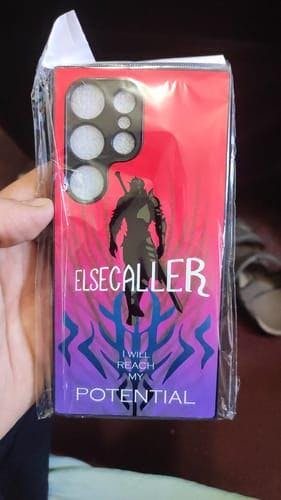 ELSECALLER
I WILL
REACH
MY
POTENTIAL